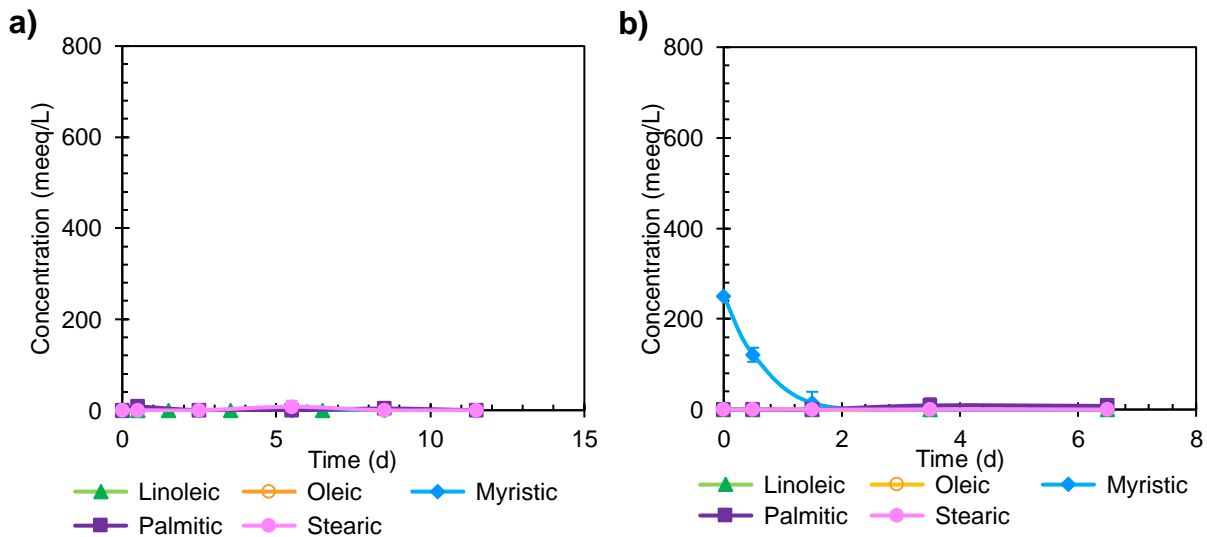 a)
800
600
400
200
0
Concentration (meeq/L)
0 5 10 15
Time (d)
Linoleic Oleic Myristic
Palmitic Stearic
b)
800
600
400
200
0
Concentration (meeq/L)
0 2 4 6 8
Time (d)
Linoleic Oleic Myristic
Palmitic Stearic